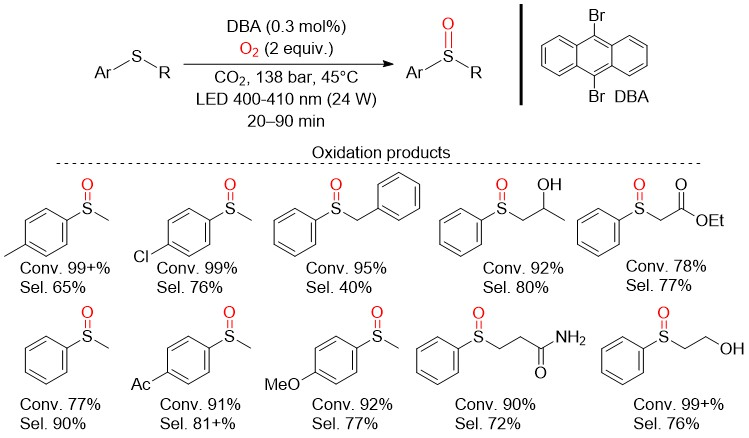 DBA (0.3 mol%)
O2 (2 equiv.)
CO2, 138 bar, 45°C
LED 400-410 nm (24 W)
20–90 min
Ar
S
R
O
Ar
S
R
Br
Br
DBA
Oxidation products
O
S
Conv. 99+%
Sel. 65%
O
S
Cl
Conv. 99%
Sel. 76%
O
S
Conv. 95%
Sel. 40%
O
OH
S
Conv. 92%
Sel. 80%
O
O
S
OEt
Conv. 78%
Sel. 77%
O
S
Conv. 77%
Sel. 90%
O
S
Ac
Conv. 91%
Sel. 81+%
O
S
MeO
Conv. 92%
Sel. 77%
O
S
NH2
O
Conv. 90%
Sel. 72%
O
S
OH
Conv. 99+%
Sel. 76%